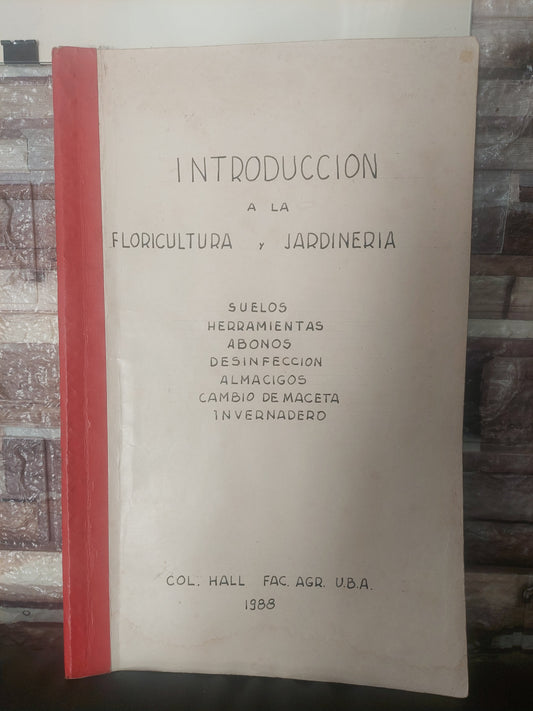 INTRODUCCION
A LA
FLORICULTURA y JARDINERIA
SUELOS
HERRAMIENTAS
ABONOS
DESINFECCION
ALMACIGOS
CAMBIO DE MACETA
INVERNADERO
COL. HALL FAC. AGR. U.B.A.
1988